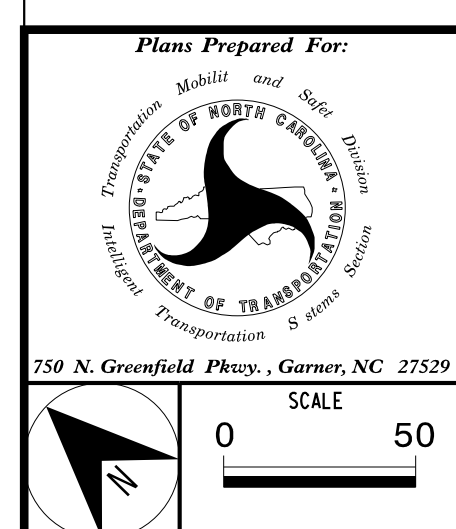 Plans Prepared For:
Transportation Mobilit and Safet Division
STATE OF NORTH CAROLINA
DEPARTMENT OF TRANSPORTATION
Intelligent Transportation S stems Section
750 N. Greenfield Pkwy. , Garner, NC 27529
N
SCALE
0 50